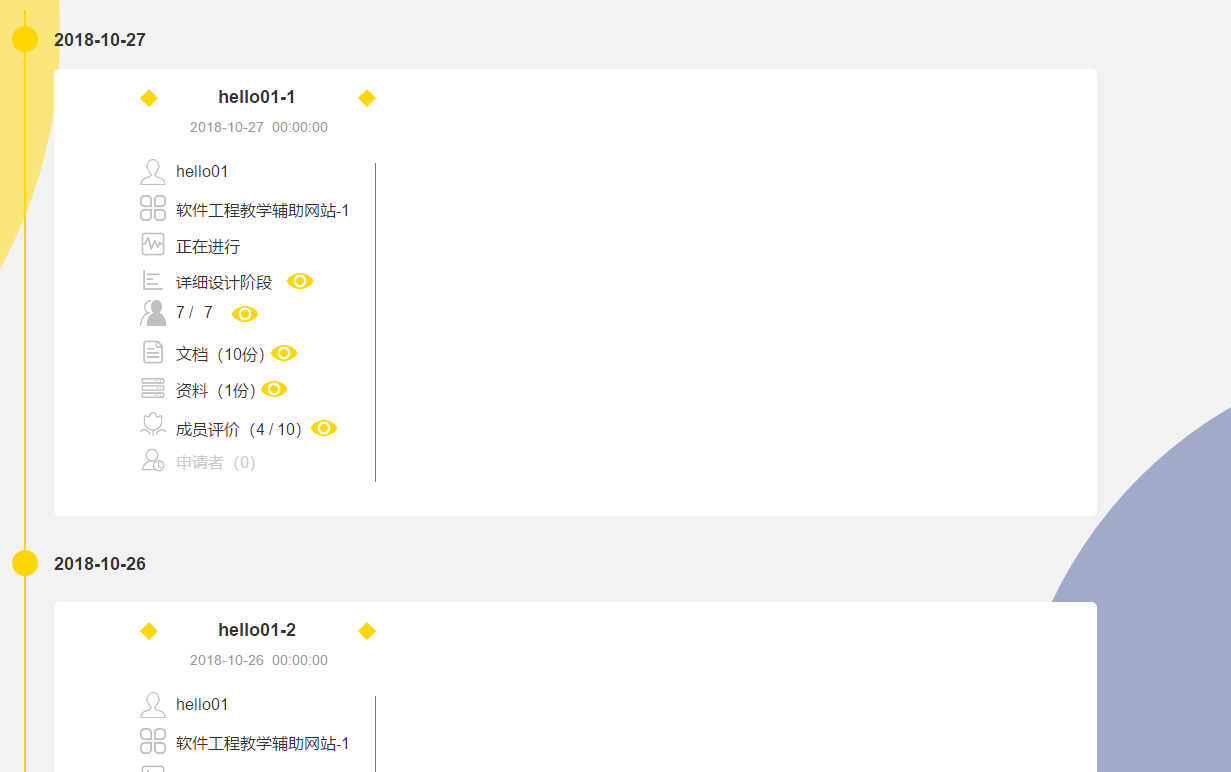 2018-10-27
hello01-1
2018-10-27 00:00:00
hello01
软件工程教学辅助网站-1
正在进行
详细设计阶段
7 / 7
文档（10份）
资料（1份）
成员评价（4 / 10）
申请者（0）
2018-10-26
hello01-2
2018-10-26 00:00:00
hello01
软件工程教学辅助网站-1